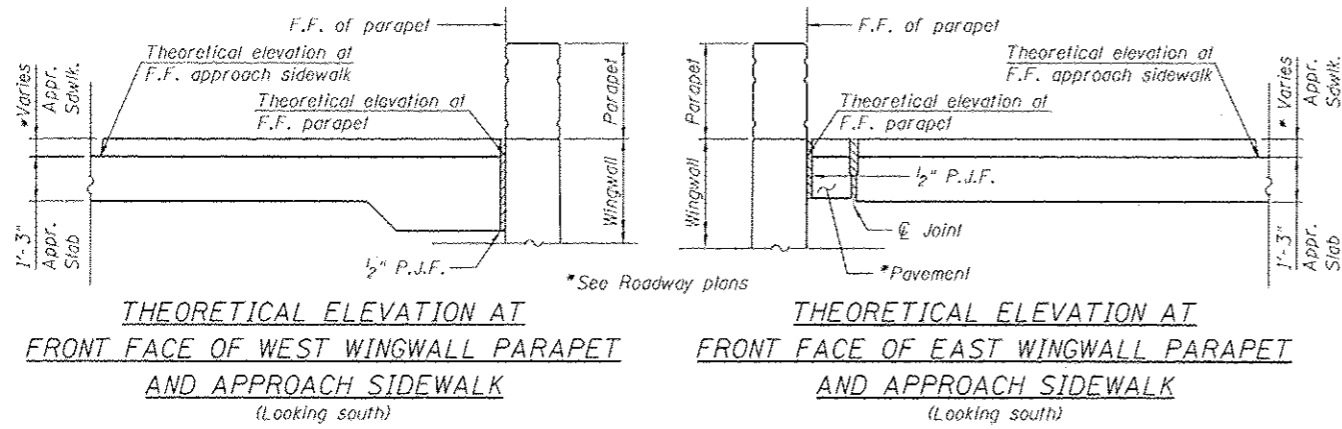 F.F. of parapet
Theoretical elevation at
F.F. approach sidewalk
Theoretical elevation at
F.F. parapet
*Varies
Appr.
Sdwlk.
1'-3"
Appr.
Slab
Parapet
Wingwall
1/2" P.J.F.
*See Roadway plans
THEORETICAL ELEVATION AT
FRONT FACE OF WEST WINGWALL PARAPET
AND APPROACH SIDEWALK
(Looking south)
F.F. of parapet
Theoretical elevation at
F.F. approach sidewalk
Theoretical elevation at
F.F. parapet
Parapet
Wingwall
1/2" P.J.F.
℄ Joint
*Pavement
* Varies
Appr.
Sdwlk.
1'-3"
Appr.
Slab
THEORETICAL ELEVATION AT
FRONT FACE OF EAST WINGWALL PARAPET
AND APPROACH SIDEWALK
(Looking south)